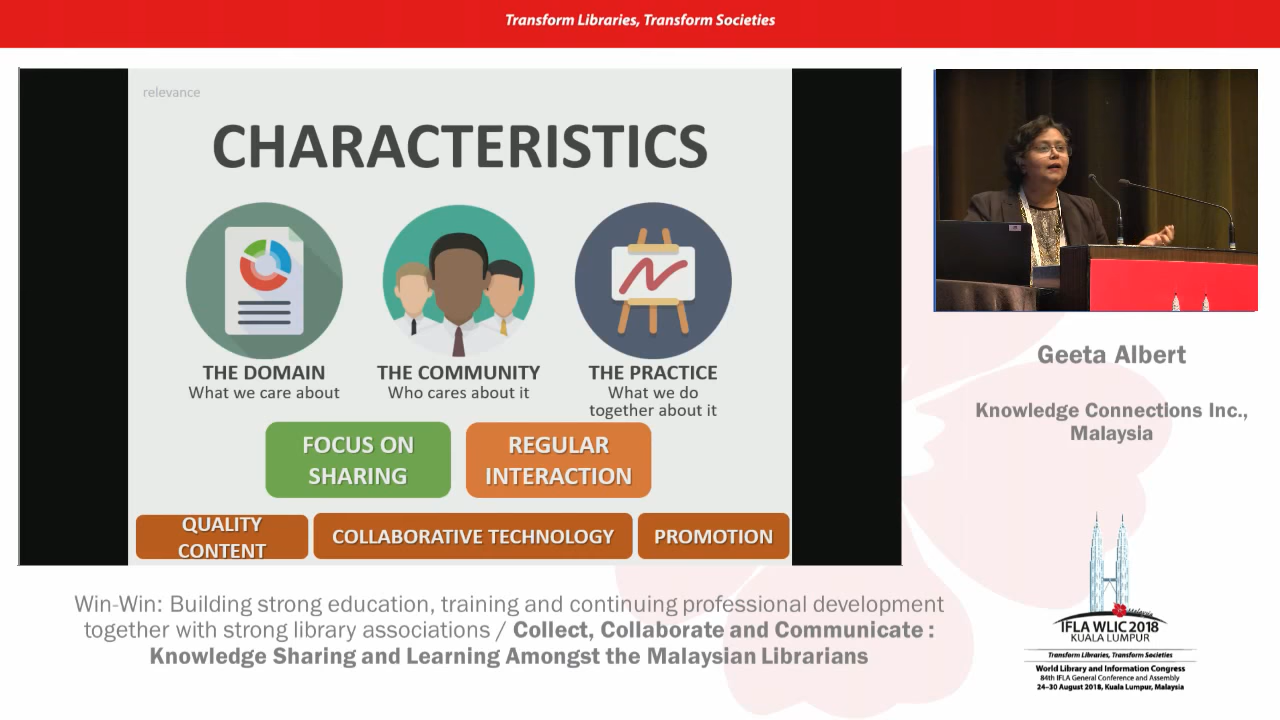 Transform Libraries, Transform Societies
relevance
CHARACTERISTICS
THE DOMAIN
What we care about
THE COMMUNITY
Who cares about it
THE PRACTICE
What we do
together about it
FOCUS ON
SHARING
REGULAR
INTERACTION
QUALITY
CONTENT
COLLABORATIVE TECHNOLOGY
PROMOTION
Geeta Albert
Knowledge Connections Inc.,
Malaysia
Win-Win: Building strong education, training and continuing professional development
together with strong library associations / Collect, Collaborate and Communicate :
Knowledge Sharing and Learning Amongst the Malaysian Librarians
Malaysia
IFLA WLIC 2018
KUALA LUMPUR
Transform Libraries, Transform Societies
World Library and Information Congress
84th IFLA General Conference and Assembly
24–30 August 2018, Kuala Lumpur, Malaysia